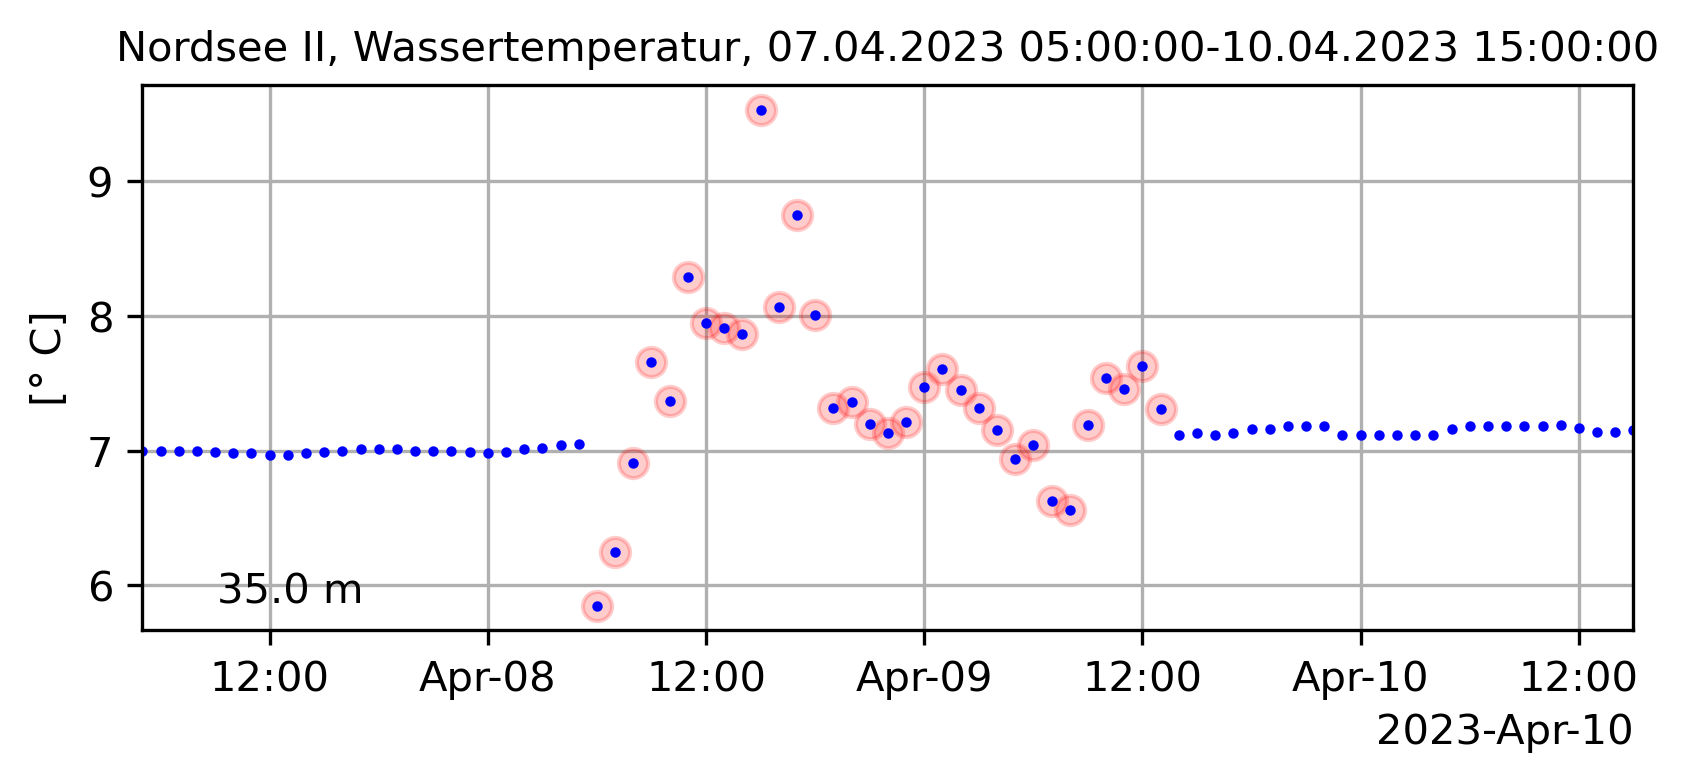 Nordsee II, Wassertemperatur, 07.04.2023 05:00:00-10.04.2023 15:00:00
[° C]
9
8
7
6
35.0 m
12:00 Apr-08 12:00 Apr-09 12:00 Apr-10 12:00
2023-Apr-10